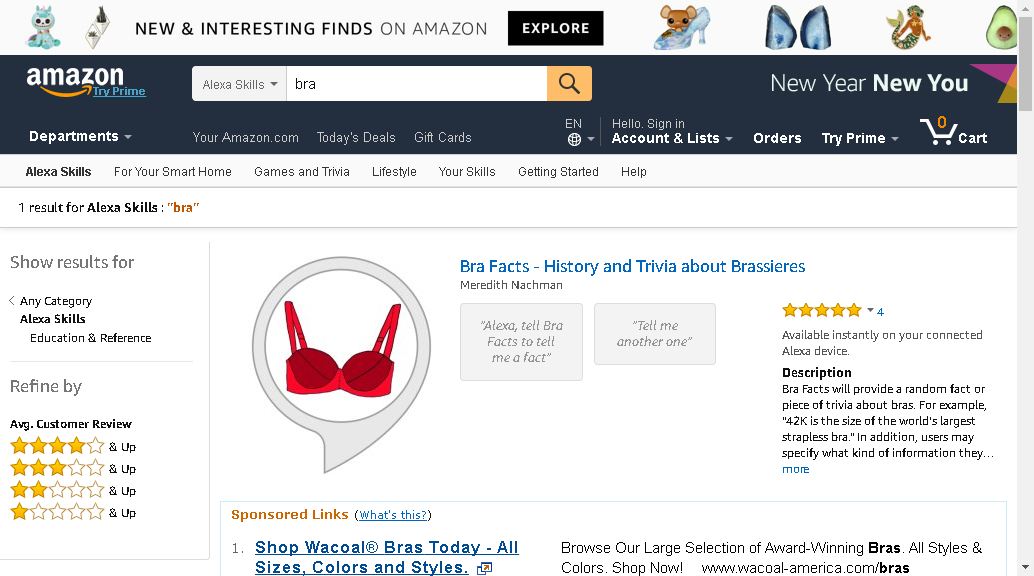 NEW & INTERESTING FINDS ON AMAZON EXPLORE
amazon
Try Prime
Alexa Skills bra
New Year New You
Departments
Your Amazon.com Today's Deals Gift Cards
EN
Hello. Sign in
Account & Lists Orders Try Prime 0 Cart
Alexa Skills For Your Smart Home Games and Trivia Lifestyle Your Skills Getting Started Help
1 result for Alexa Skills : "bra"
Show results for
Any Category
Alexa Skills
Education & Reference
Refine by
Avg. Customer Review
& Up
& Up
& Up
& Up
Bra Facts - History and Trivia about Brassieres
Meredith Nachman
"Alexa, tell Bra
Facts to tell
me a fact"
"Tell me
another one"
4
Available instantly on your connected
Alexa device.
Description
Bra Facts will provide a random fact or
piece of trivia about bras. For example,
"42K is the size of the world's largest
strapless bra." In addition, users may
specify what kind of information they...
more
Sponsored Links (What's this?)
1. Shop Wacoal® Bras Today - All
Sizes, Colors and Styles.
Browse Our Large Selection of Award-Winning Bras. All Styles &
Colors. Shop Now! www.wacoal-america.com/bras